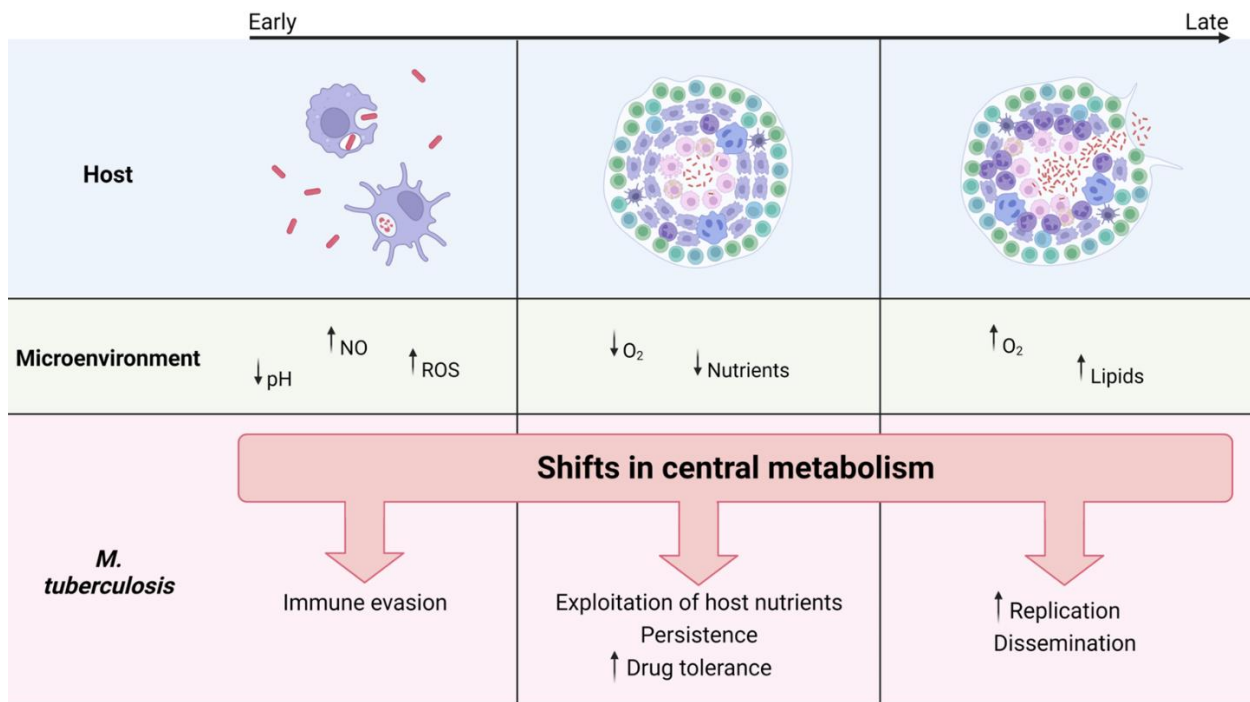 Early
Late
Host
Microenvironment
↓pH
↑NO
↑ROS
↓O₂
↓Nutrients
↑O₂
↑Lipids
Shifts in central metabolism
M.
tuberculosis
Immune evasion
Exploitation of host nutrients
Persistence
↑Drug tolerance
↑Replication
Dissemination